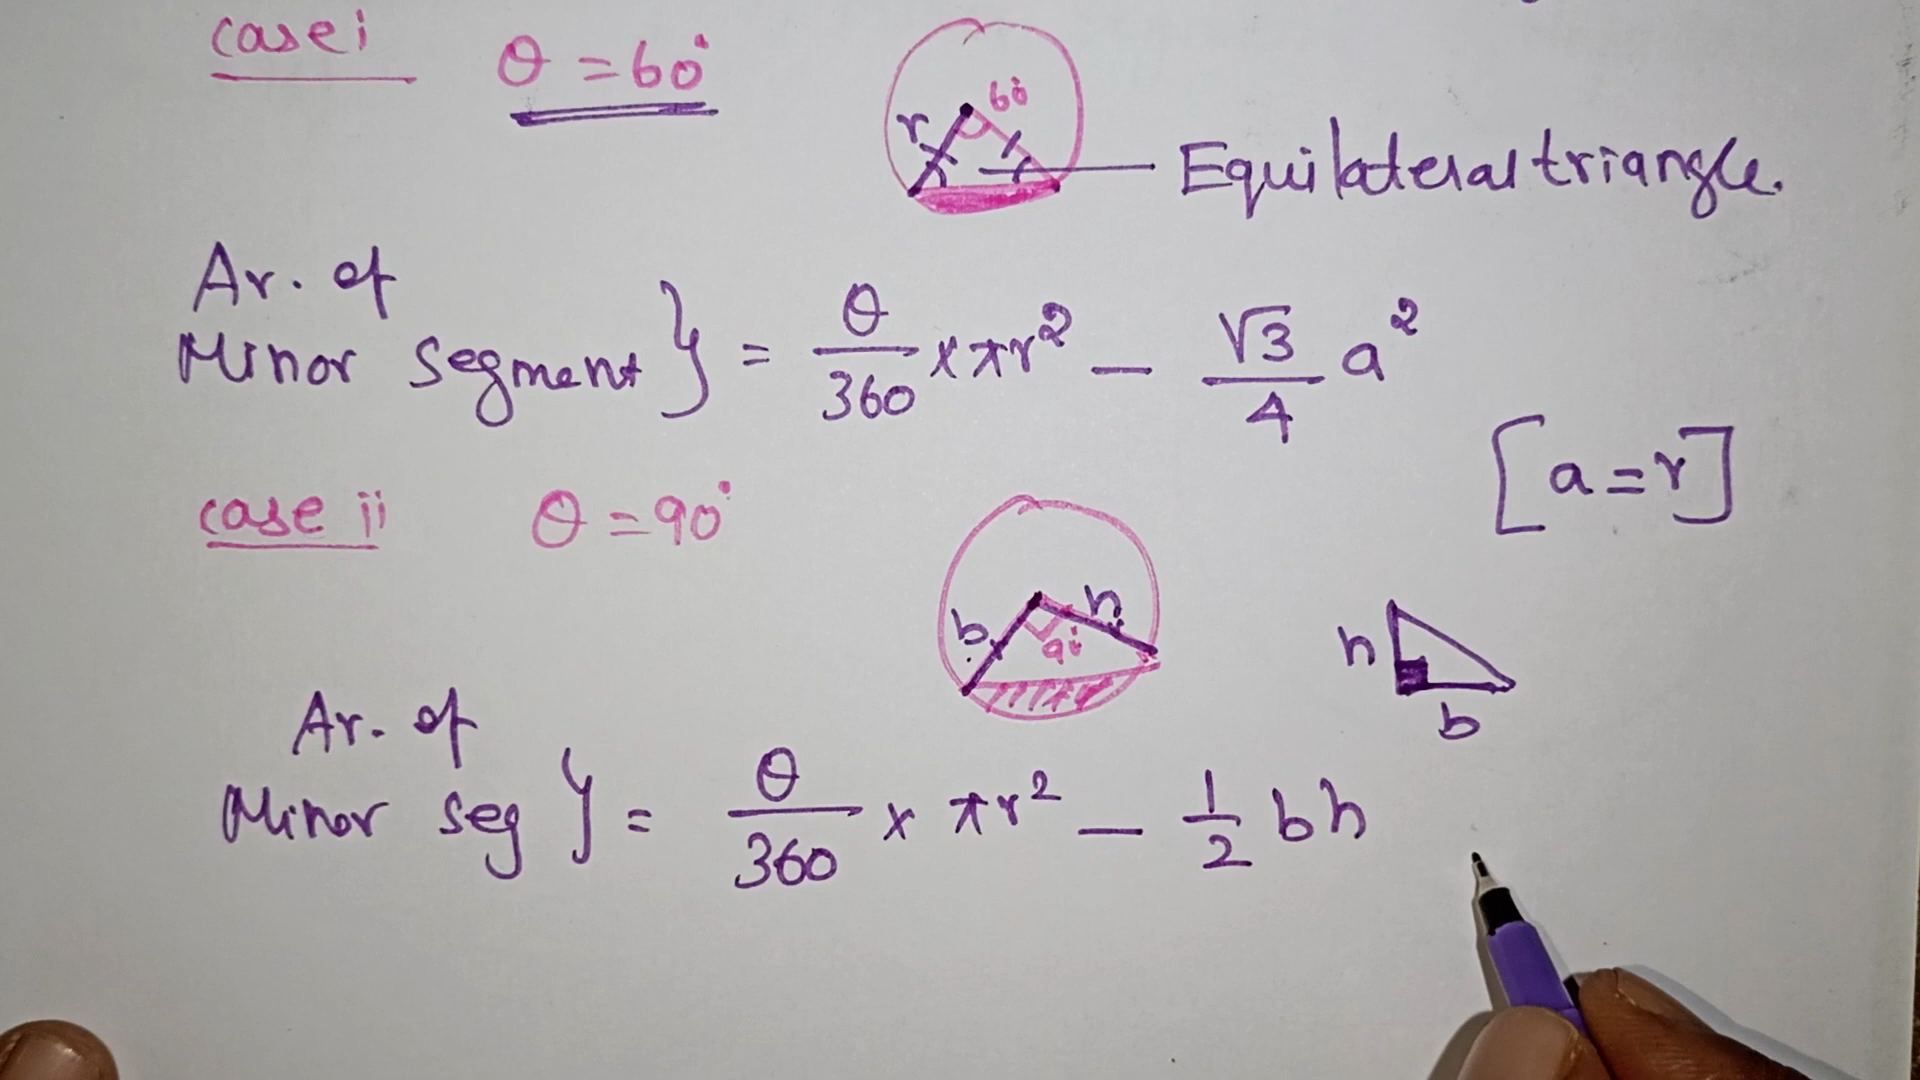 case i θ = 60°
60°
r
Equilateral triangle.
Ar. of
Minor segment } = θ/360 × πr² − √3/4 a²
[a = r]
case ii θ = 90°
b h
90°
h
b
Ar. of
Minor seg } = θ/360 × πr² − 1/2 bh